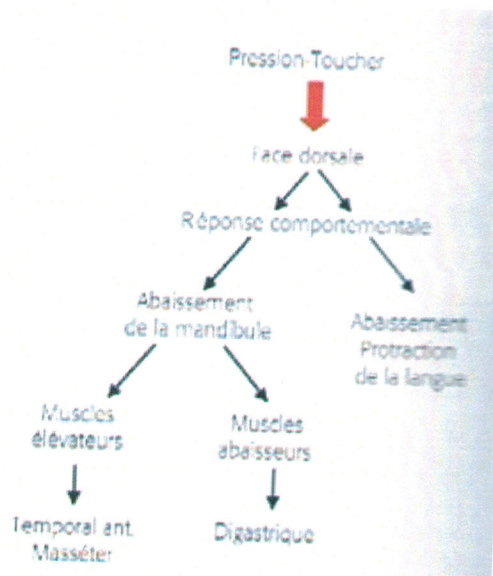 Pression-Toucher
Face dorsale
Réponse comportementale
Abaissement
de la mandibule
Abaissement
Protraction
de la langue
Muscles
élévateurs
Muscles
abaisseurs
Temporal ant.
Masséter
Digastrique